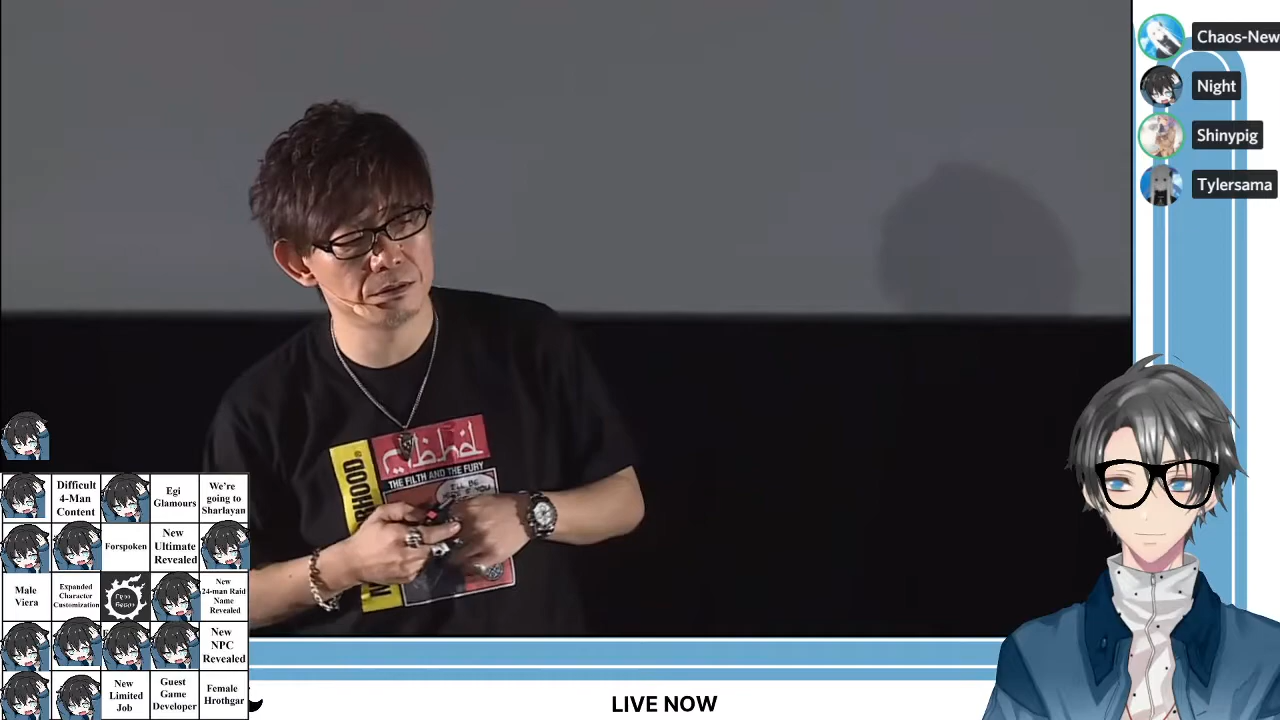 Chaos-New
Night
Shinypig
Tylersama
HOOD
THE FILTH AND THE FURY
Difficult
4-Man
Content
Egi
Glamours
We're
going to
Sharlayan
Forspoken
New
Ultimate
Revealed
Male
Viera
Expanded
Character
Customization
New
24-man Raid
Name
Revealed
New
NPC
Revealed
New
Limited
Job
Guest
Game
Developer
Female
Hrothgar
LIVE NOW